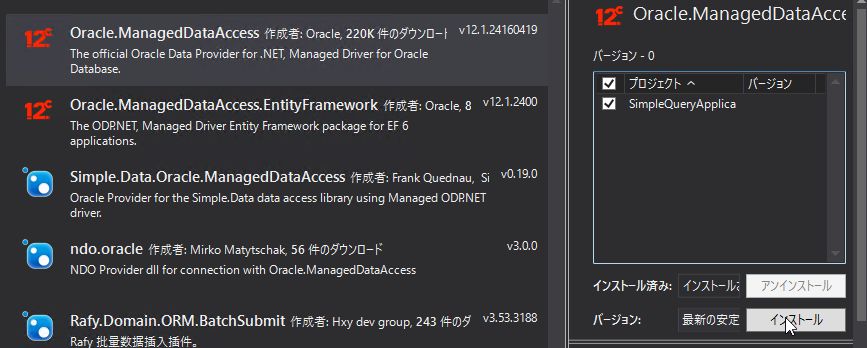 12c
Oracle.ManagedDataAccess 作成者: Oracle, 220K 件のダウンロード v12.1.24160419
The official Oracle Data Provider for .NET, Managed Driver for Oracle
Database.
12c
Oracle.ManagedDataAccess.EntityFramework 作成者: Oracle, 8 v12.1.2400
The ODP.NET, Managed Driver Entity Framework package for EF 6
applications.
Simple.Data.Oracle.ManagedDataAccess 作成者: Frank Quednau, Si v0.19.0
Oracle Provider for the Simple.Data data access library using Managed ODP.NET
driver.
ndo.oracle 作成者: Mirko Matytschak, 56 件のダウンロード v3.0.0
NDO Provider dll for connection with Oracle.ManagedDataAccess
Rafy.Domain.ORM.BatchSubmit 作成者: Hxy dev group, 243 件のダ v3.53.3188
Rafy 批量数据插入插件。
12c Oracle.ManagedDataAcce
バージョン - 0
プロジェクト バージョン
SimpleQueryApplica
インストール済み: インストール アンインストール
バージョン: 最新の安定 インストール